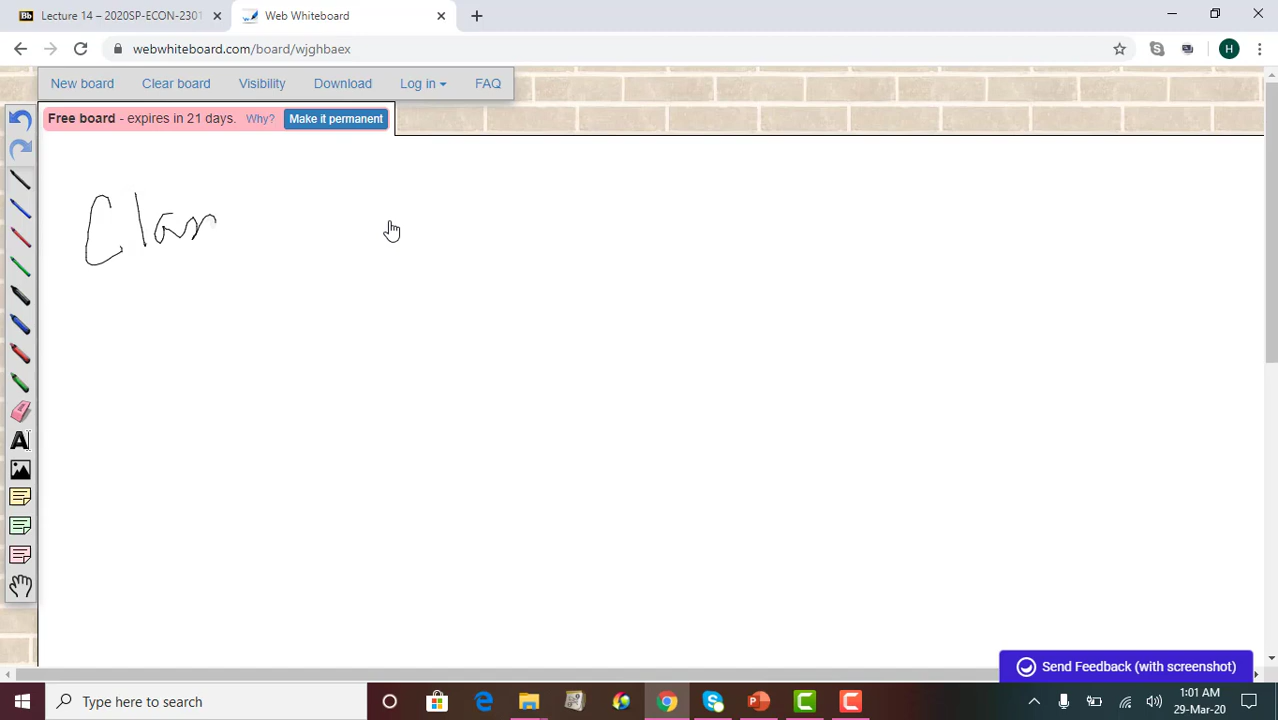 Lecture 14 – 2020SP-ECON-2301
Web Whiteboard
webwhiteboard.com/board/wjghbaex
H
New board
Clear board
Visibility
Download
Log in
FAQ
Free board - expires in 21 days.
Why?
Make it permanent
A
Send Feedback (with screenshot)
Type here to search
1:01 AM
29-Mar-20